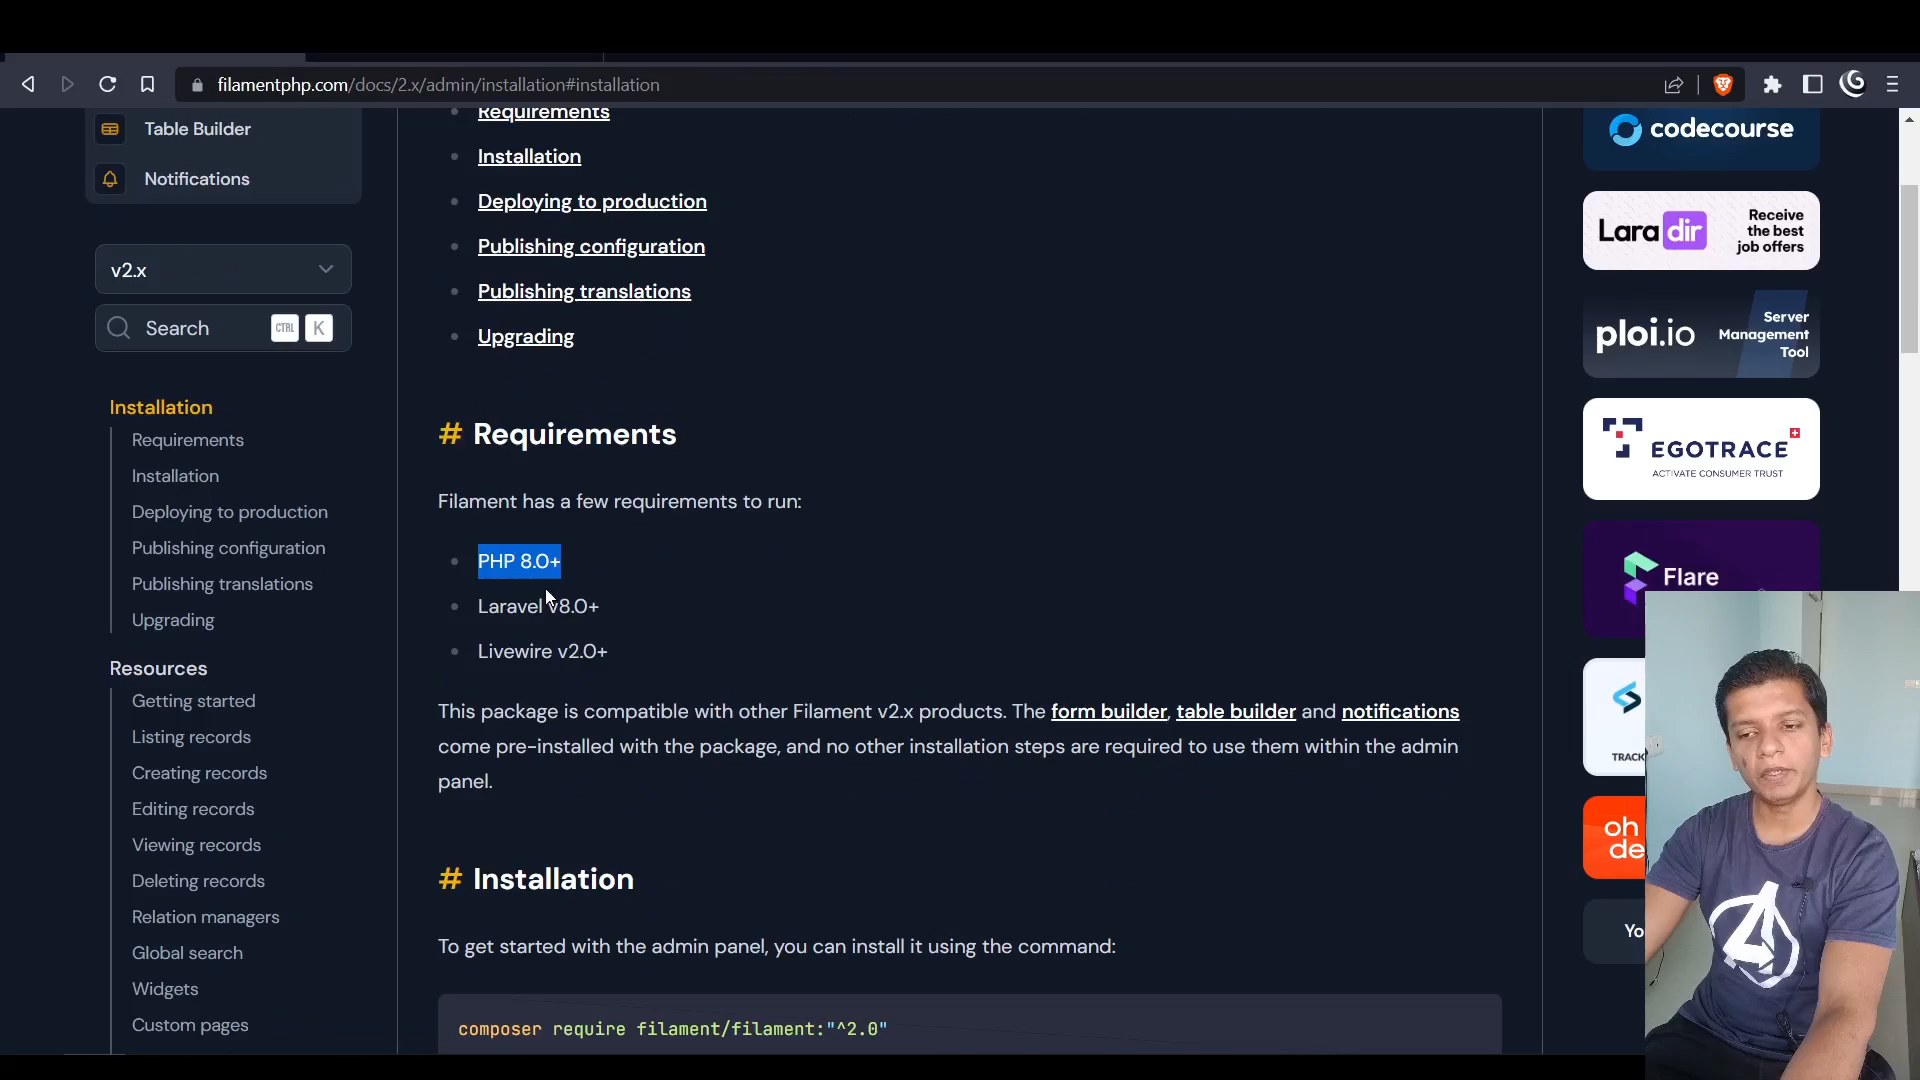 filamentphp.com/docs/2.x/admin/installation#installation
Table Builder
Notifications
v2.x
Search CTRL K
Installation
Requirements
Installation
Deploying to production
Publishing configuration
Publishing translations
Upgrading
Resources
Getting started
Listing records
Creating records
Editing records
Viewing records
Deleting records
Relation managers
Global search
Widgets
Custom pages
Requirements
Installation
Deploying to production
Publishing configuration
Publishing translations
Upgrading
# Requirements
Filament has a few requirements to run:
PHP 8.0+
Laravel v8.0+
Livewire v2.0+
This package is compatible with other Filament v2.x products. The form builder, table builder and notifications
come pre-installed with the package, and no other installation steps are required to use them within the admin
panel.
# Installation
To get started with the admin panel, you can install it using the command:
composer require filament/filament:"^2.0"
codecourse
Laradir
Receive
the best
job offers
ploi.io
Server
Management
Tool
EGOTRACE
ACTIVATE CONSUMER TRUST
Flare
TRACK
oh
de
Yo